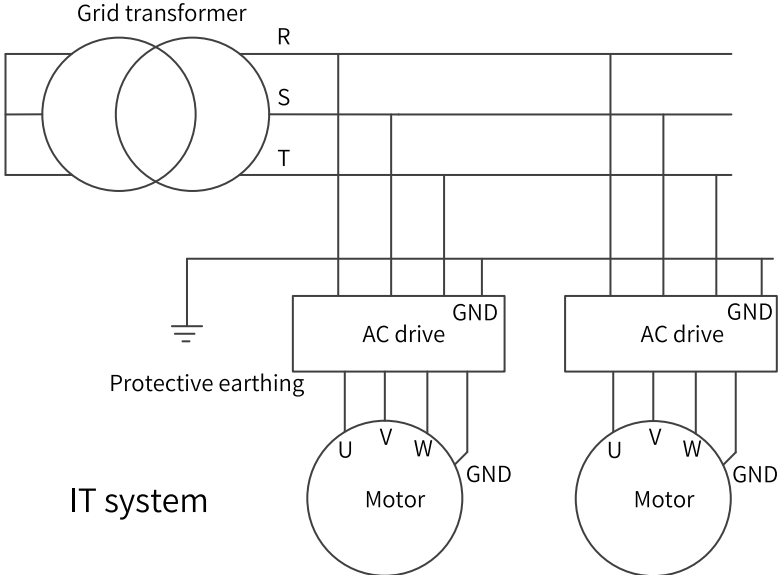 Grid transformer
R
S
T
GND
GND
AC drive
AC drive
Protective earthing
U
V
W
U
V
W
GND
GND
Motor
Motor
IT system